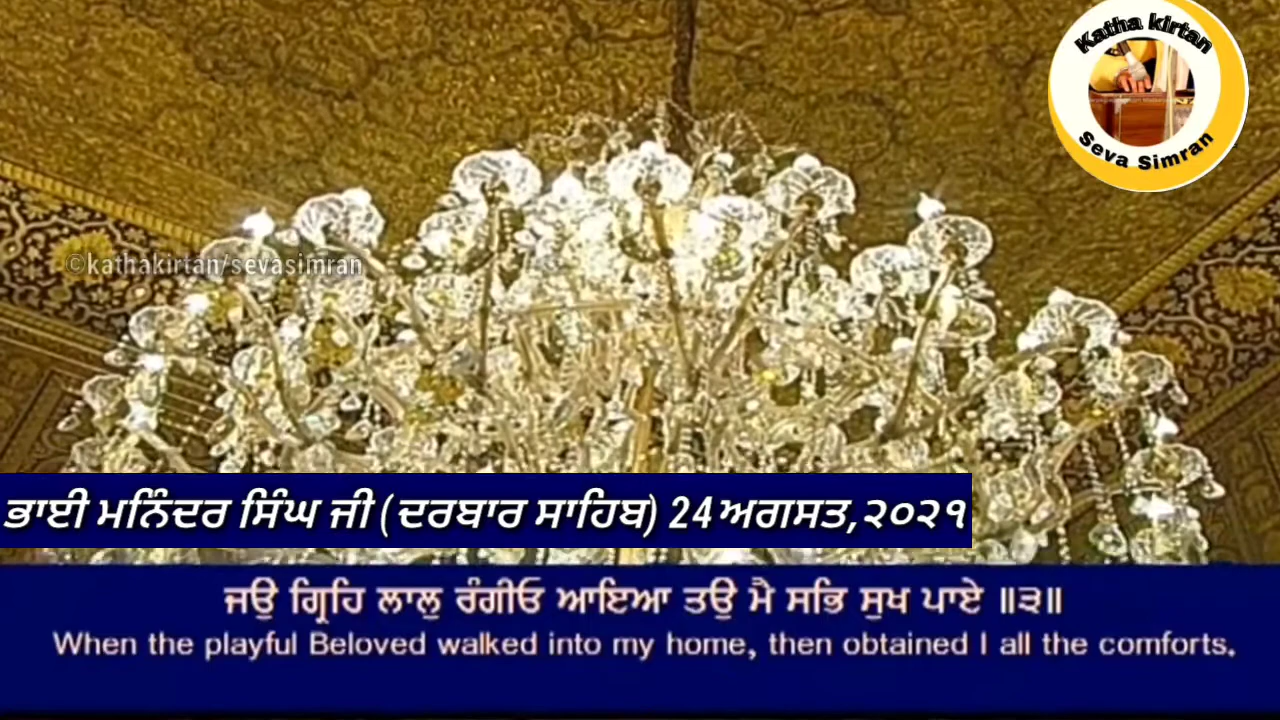 Katha kirtan
Seva Simran
©kathakirtan/sevasimran
ਭਾਈ ਮਨਿੰਦਰ ਸਿੰਘ ਜੀ (ਦਰਬਾਰ ਸਾਹਿਬ) 24 ਅਗਸਤ,੨੦੨੧
ਜਉ ਗ੍ਰਿਹਿ ਲਾਲੁ ਰੰਗੀਓ ਆਇਆ ਤਉ ਮੈ ਸਭਿ ਸੁਖ ਪਾਏ ॥੩॥
When the playful Beloved walked into my home, then obtained I all the comforts.